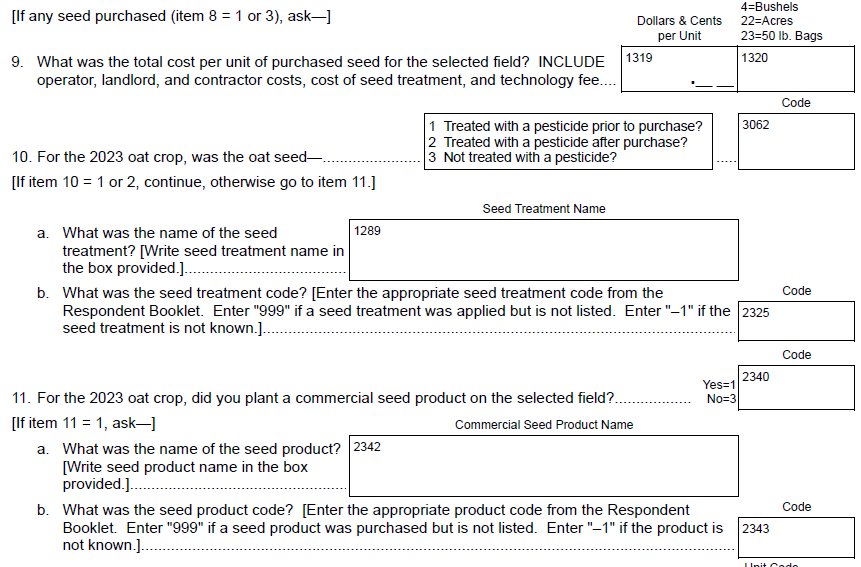 4=Bushels
[If any seed purchased (item 8 = 1 or 3), ask—]
Dollars & Cents 22=Acres
per Unit 23=50 lb. Bags
9. What was the total cost per unit of purchased seed for the selected field? INCLUDE 1319 1320
operator, landlord, and contractor costs, cost of seed treatment, and technology fee.... .__ __
Code
1 Treated with a pesticide prior to purchase? 3062
2 Treated with a pesticide after purchase?
10. For the 2023 oat crop, was the oat seed—....................... 3 Not treated with a pesticide? .....
[If item 10 = 1 or 2, continue, otherwise go to item 11.]
Seed Treatment Name
a. What was the name of the seed 1289
treatment? [Write seed treatment name in
the box provided.]......................................
b. What was the seed treatment code? [Enter the appropriate seed treatment code from the Code
Respondent Booklet. Enter "999" if a seed treatment was applied but is not listed. Enter "–1" if the 2325
seed treatment is not known.]..................................................................................................................
Code
Yes=1 2340
11. For the 2023 oat crop, did you plant a commercial seed product on the selected field?.................. No=3
[If item 11 = 1, ask—] Commercial Seed Product Name
a. What was the name of the seed product? 2342
[Write seed product name in the box
provided.]....................................................
b. What was the seed product code? [Enter the appropriate product code from the Respondent Code
Booklet. Enter "999" if a seed product was purchased but is not listed. Enter "–1" if the product is 2343
not known.]...............................................................................................................................................
Unit Code